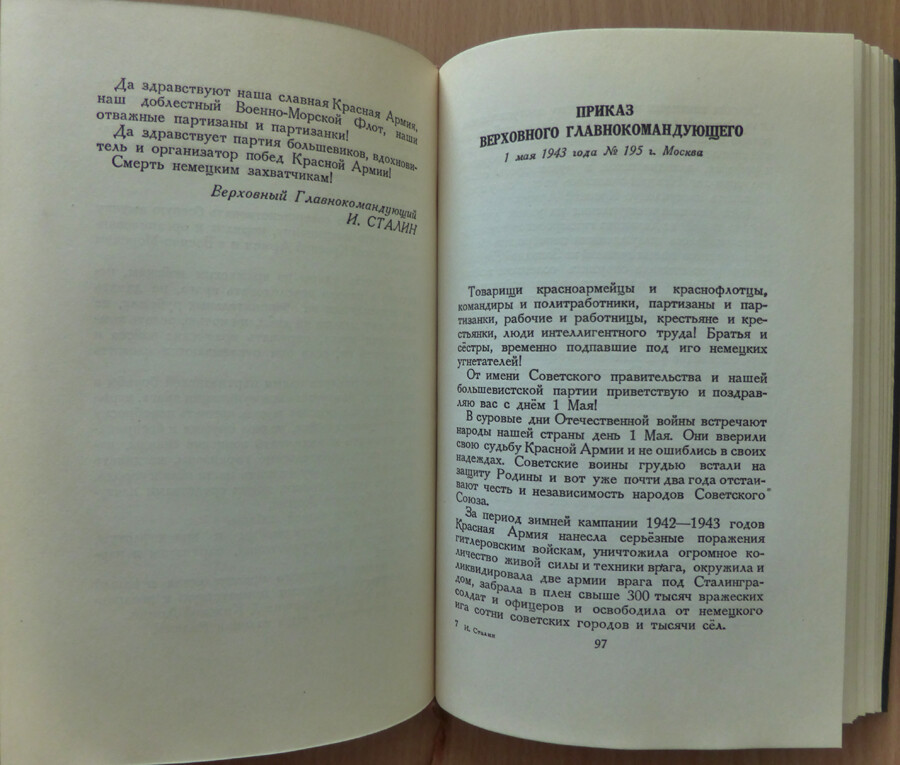 Да здравствуют наша славная Красная Армия,
наш доблестный Военно-Морской Флот, наши
отважные партизаны и партизанки!
Да здравствует партия большевиков, вдохнови-
тель и организатор побед Красной Армии!
Смерть немецким захватчикам!
Верховный Главнокомандующий
И. СТАЛИН
ПРИКАЗ
ВЕРХОВНОГО ГЛАВНОКОМАНДУЮЩЕГО
1 мая 1943 года № 195 г. Москва
Товарищи красноармейцы и краснофлотцы,
командиры и политработники, партизаны и пар-
тизанки, рабочие и работницы, крестьяне и кре-
стьянки, люди интеллигентного труда! Братья и
сёстры, временно подпавшие под иго немецких
угнетателей!
От имени Советского правительства и нашей
большевистской партии приветствую и поздрав-
ляю вас с днём 1 Мая!
В суровые дни Отечественной войны встречают
народы нашей страны день 1 Мая. Они вверили
свою судьбу Красной Армии и не ошиблись в своих
надеждах. Советские воины грудью встали на
защиту Родины и вот уже почти два года отстаи-
вают честь и независимость народов Советского
Союза.
За период зимней кампании 1942—1943 годов
Красная Армия нанесла серьёзные поражения
гитлеровским войскам, уничтожила огромное ко-
личество живой силы и техники врага, окружила и
ликвидировала две армии врага под Сталингра-
дом, забрала в плен свыше 300 тысяч вражеских
солдат и офицеров и освободила от немецкого
ига сотни советских городов и тысячи сёл.
7 И. Сталин
97